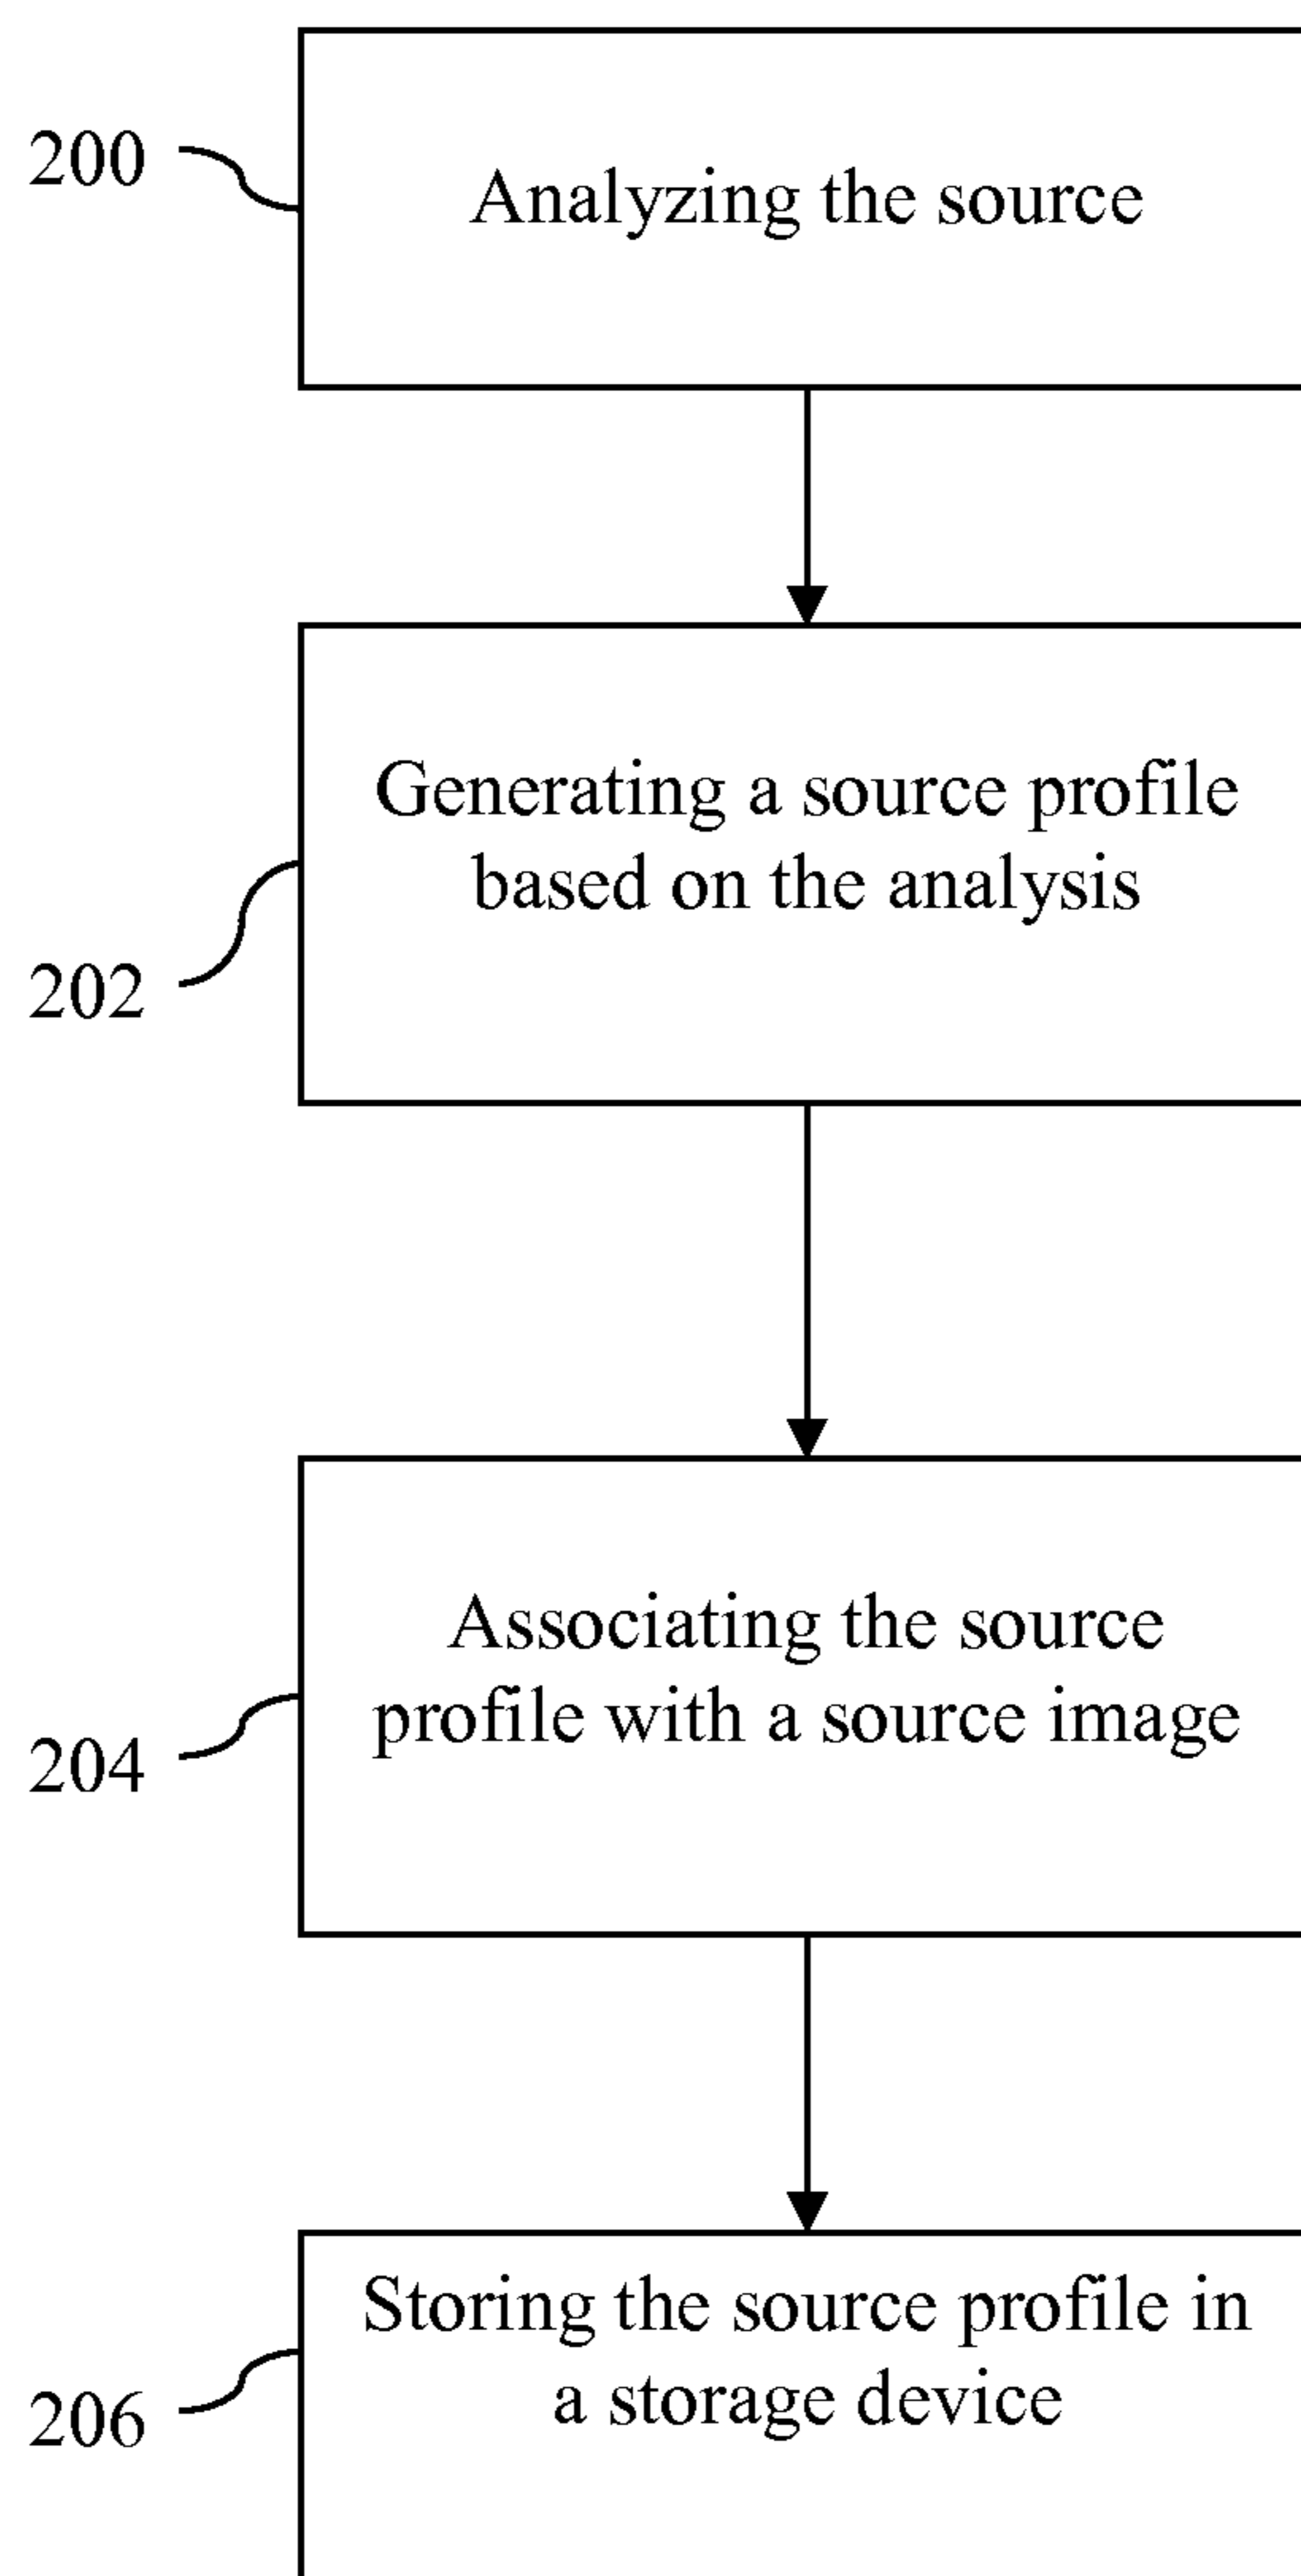 200
Analyzing the source
Generating a source profile
based on the analysis
202
Associating the source
profile with a source image
204
Storing the source profile in
a storage device
206